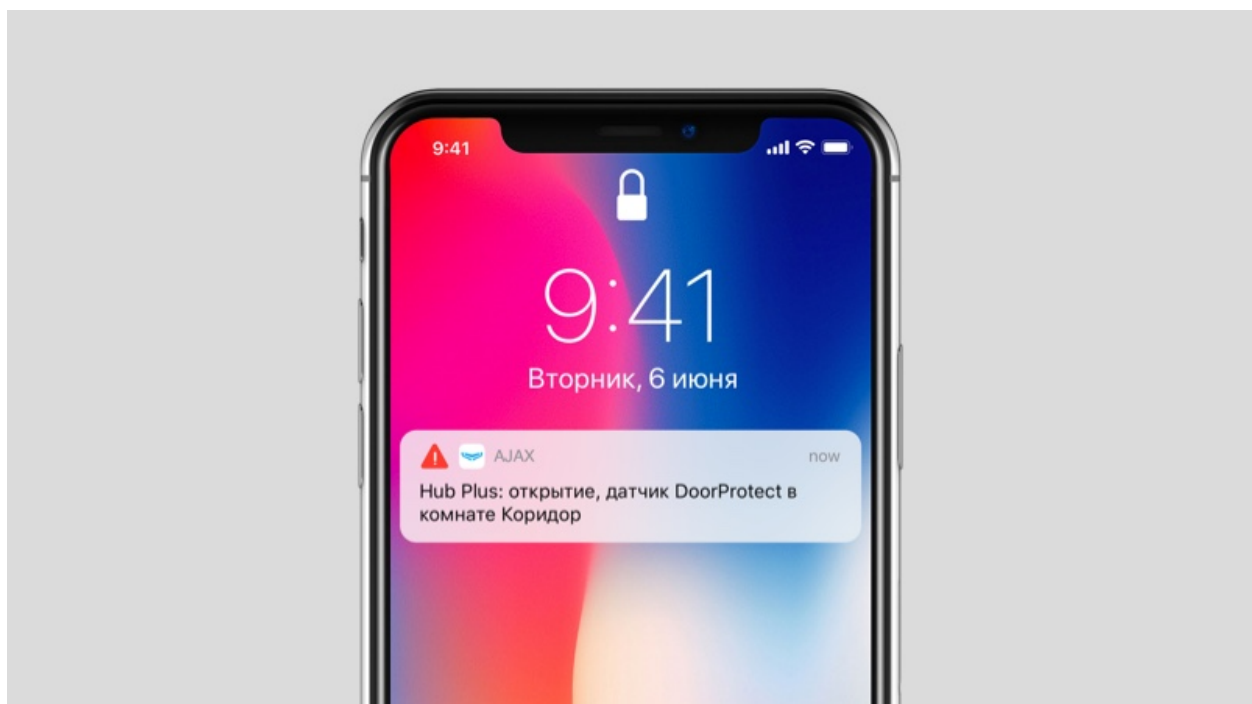 9:41
9:41
Вторник, 6 июня
AJAX now
Hub Plus: открытие, датчик DoorProtect в
комнате Коридор